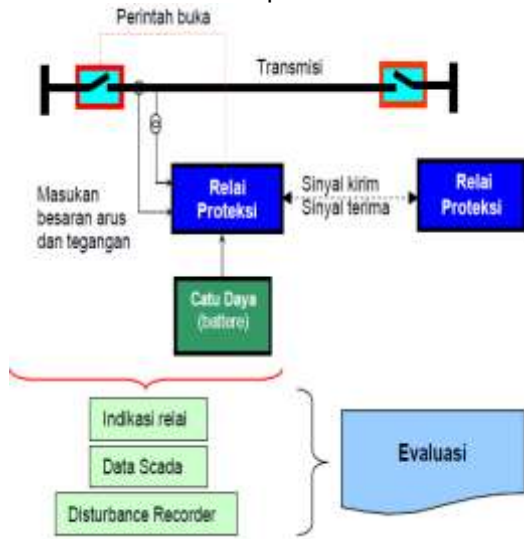 Perintah buka
Transmisi
Masukan
besaran arus
dan tegangan
Relai
Proteksi
Sinyal kirim
Sinyal terima
Relai
Proteksi
Catu Daya
(battere)
Indikasi relai
Data Scada
Disturbance Recorder
Evaluasi